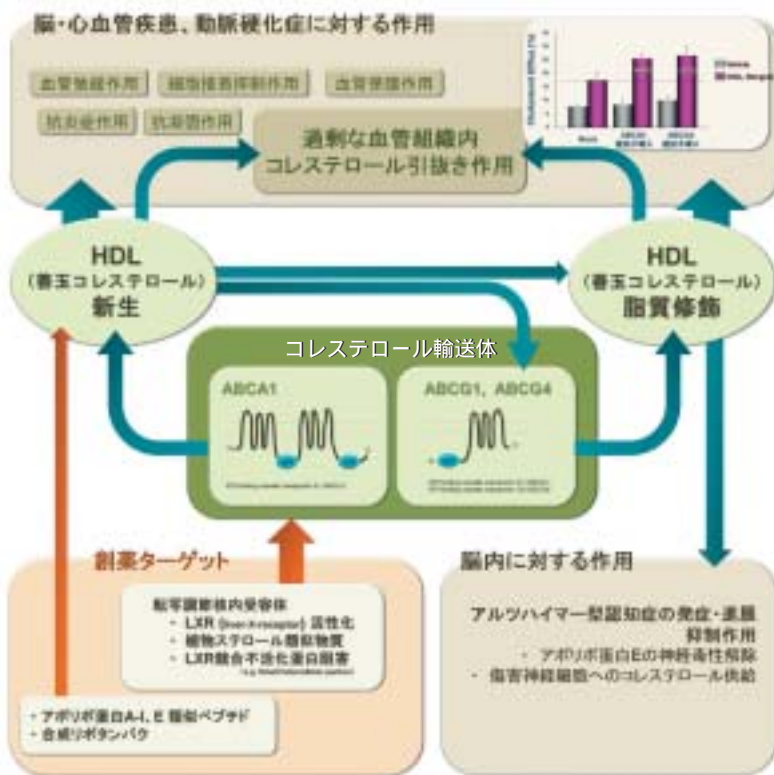 脳・心血管疾患、動脈硬化症に対する作用
血管弛緩作用
細胞接着抑制作用
血管保護作用
抗炎症作用
抗凝固作用
過剰な血管組織内
コレステロール引抜き作用
HDL
(善玉コレステロール)
新生
HDL
(善玉コレステロール)
脂質修飾
コレステロール輸送体
ABCA1
ABCG1, ABCG4
創薬ターゲット
転写調節核内受容体
・ LXR (liver-X-receptor) 活性化
・ 植物ステロール類似物質
・ LXR競合不活化蛋白阻害
・アポリポ蛋白A-I, E 類似ペプチド
・合成リポタンパク
脳内に対する作用
アルツハイマー型認知症の発症・進展
抑制作用
・ アポリポ蛋白Eの神経毒性解除
・ 傷害神経細胞へのコレステロール供給